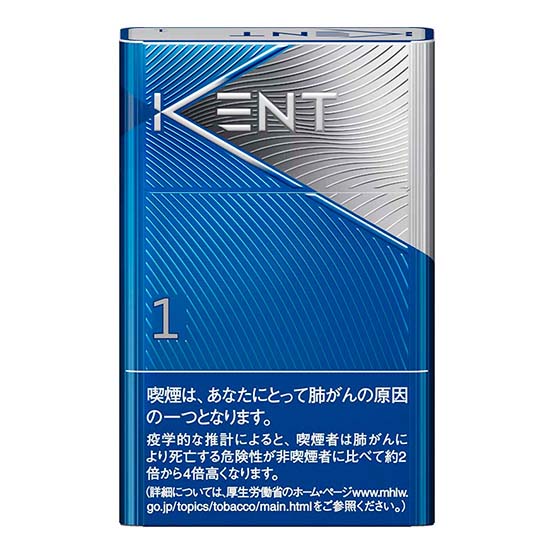 KENT
KENT
1
喫煙は、あなたにとって肺がんの原因
の一つとなります。
疫学的な推計によると、喫煙者は肺がんに
より死亡する危険性が非喫煙者に比べて約2
倍から4倍高くなります。
(詳細については、厚生労働省のホーム・ページwww.mhlw.
go.jp/topics/tobacco/main.htmlをご参照ください。)